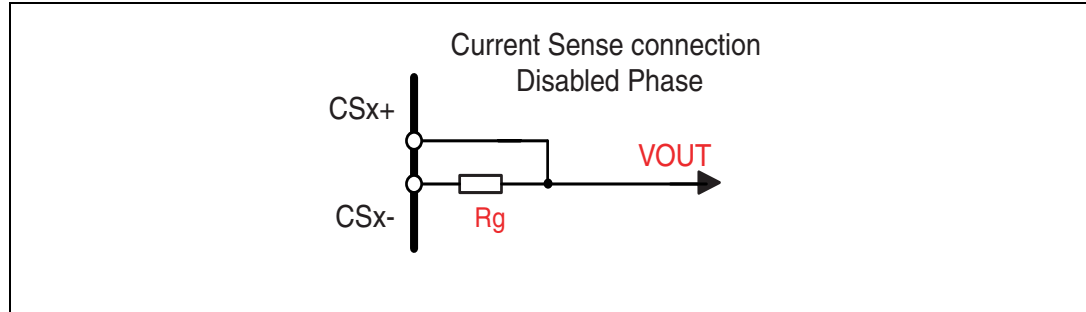 Current Sense connection
Disabled Phase
CSx+
VOUT
CSx-
Rg